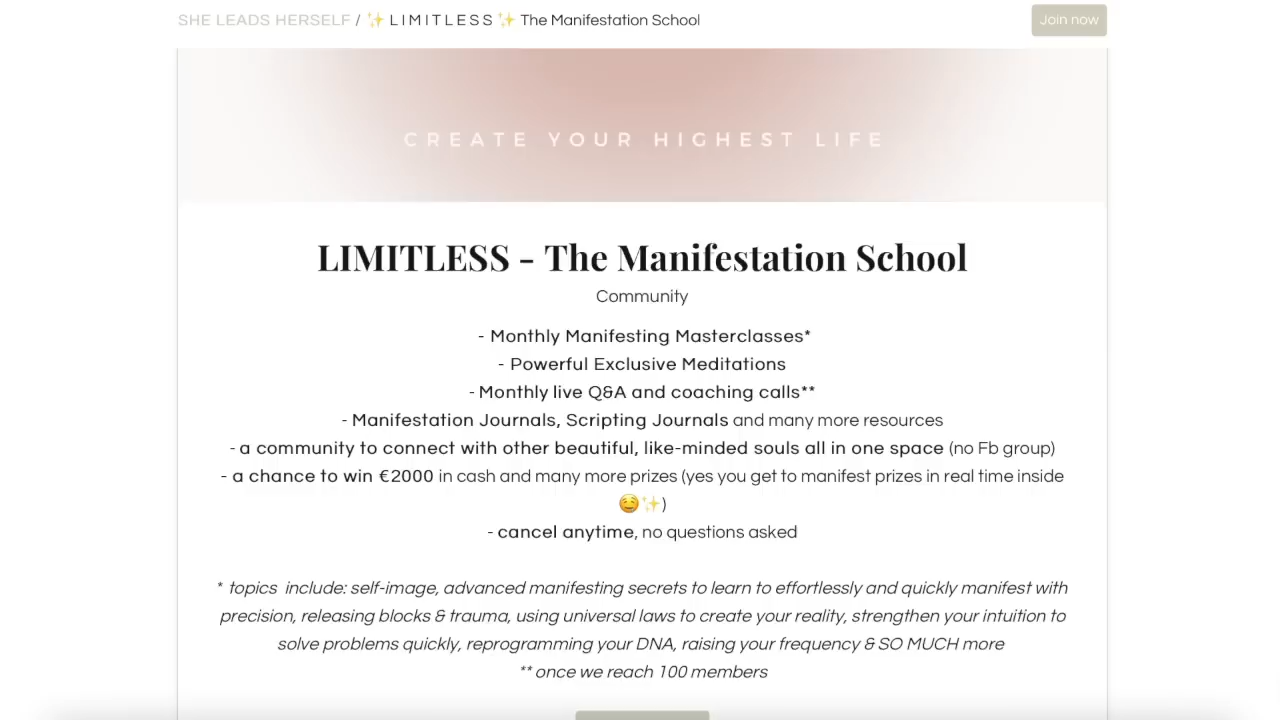 SHE LEADS HERSELF / ✨ L I M I T L E S S ✨ The Manifestation School
Join now
CREATE YOUR HIGHEST LIFE
LIMITLESS - The Manifestation School
Community
- Monthly Manifesting Masterclasses*
- Powerful Exclusive Meditations
- Monthly live Q&A and coaching calls**
- Manifestation Journals, Scripting Journals and many more resources
- a community to connect with other beautiful, like-minded souls all in one space (no Fb group)
- a chance to win €2000 in cash and many more prizes (yes you get to manifest prizes in real time inside
🤤✨)
- cancel anytime, no questions asked
* topics include: self-image, advanced manifesting secrets to learn to effortlessly and quickly manifest with
precision, releasing blocks & trauma, using universal laws to create your reality, strengthen your intuition to
solve problems quickly, reprogramming your DNA, raising your frequency & SO MUCH more
** once we reach 100 members